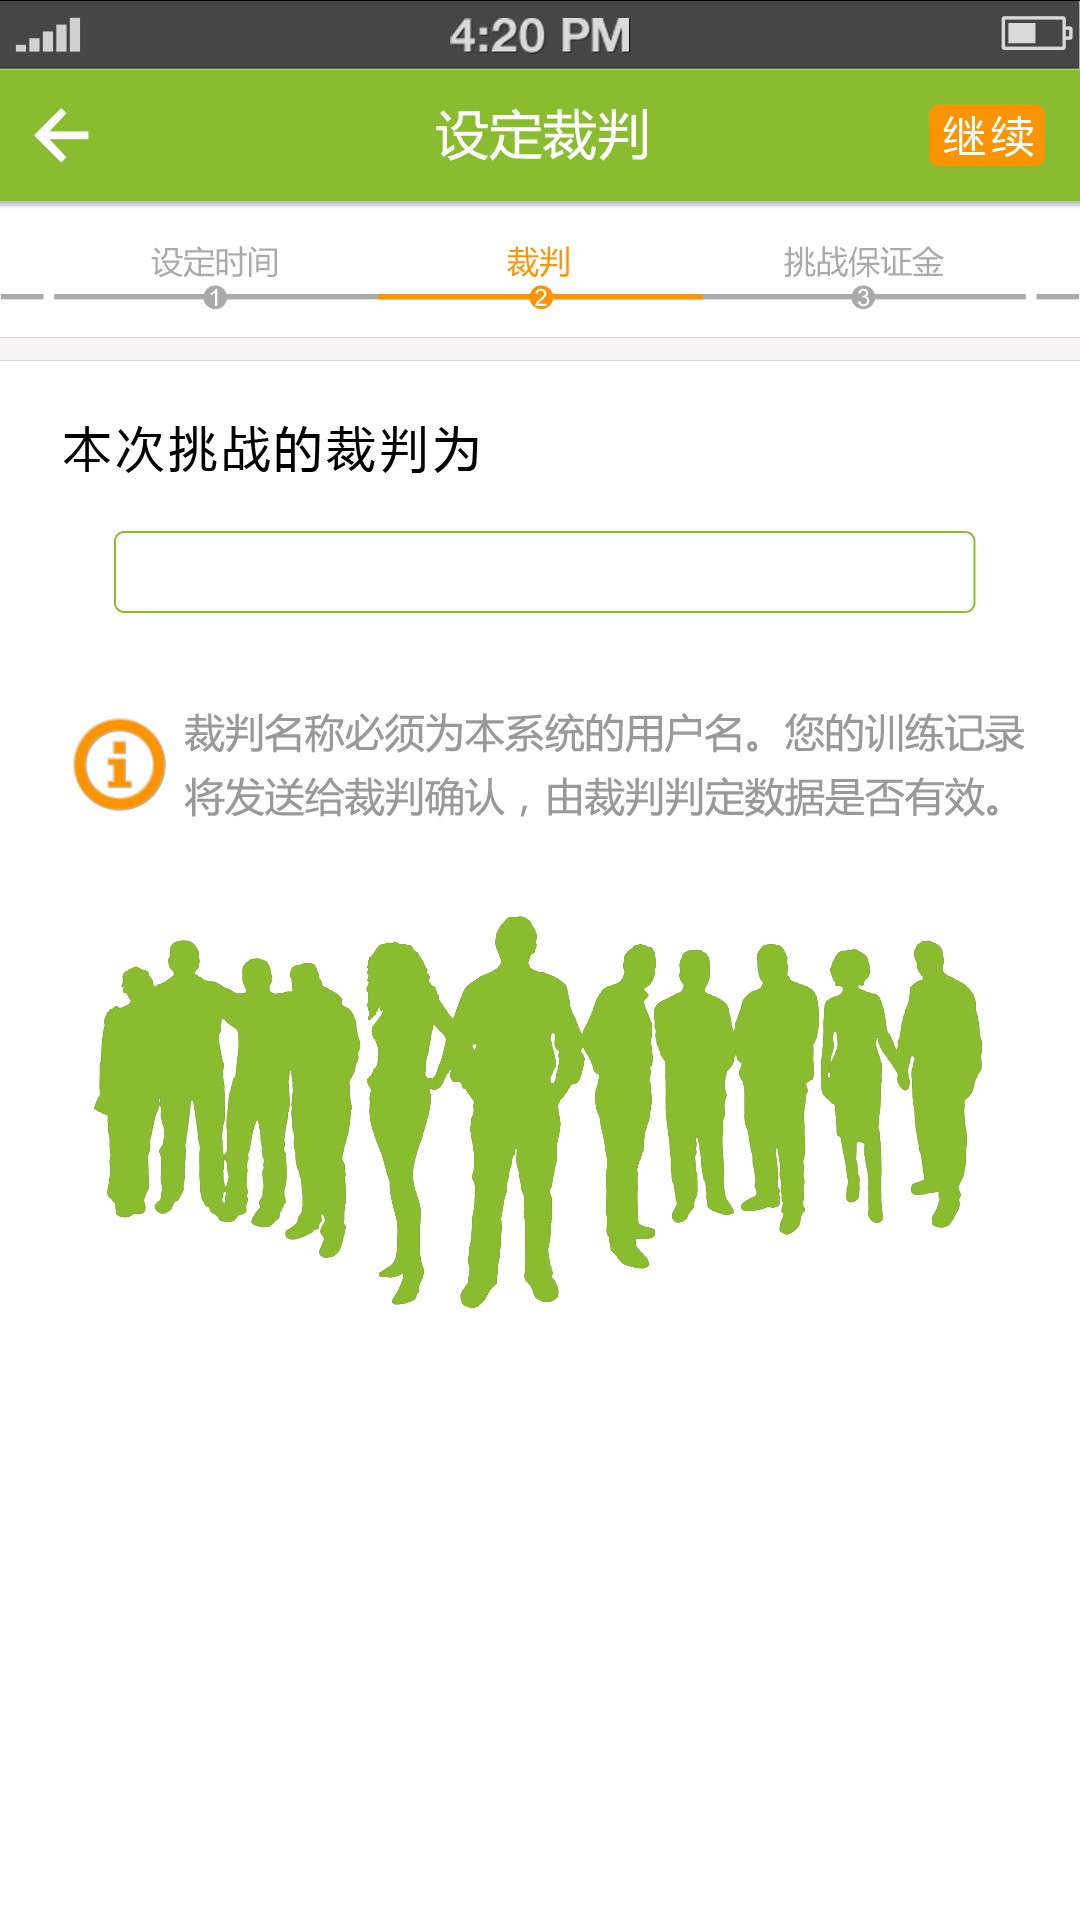 4:20 PM
设定裁判
继续
设定时间
裁判
挑战保证金
1
2
3
本次挑战的裁判为
裁判名称必须为本系统的用户名。您的训练记录
将发送给裁判确认，由裁判判定数据是否有效。